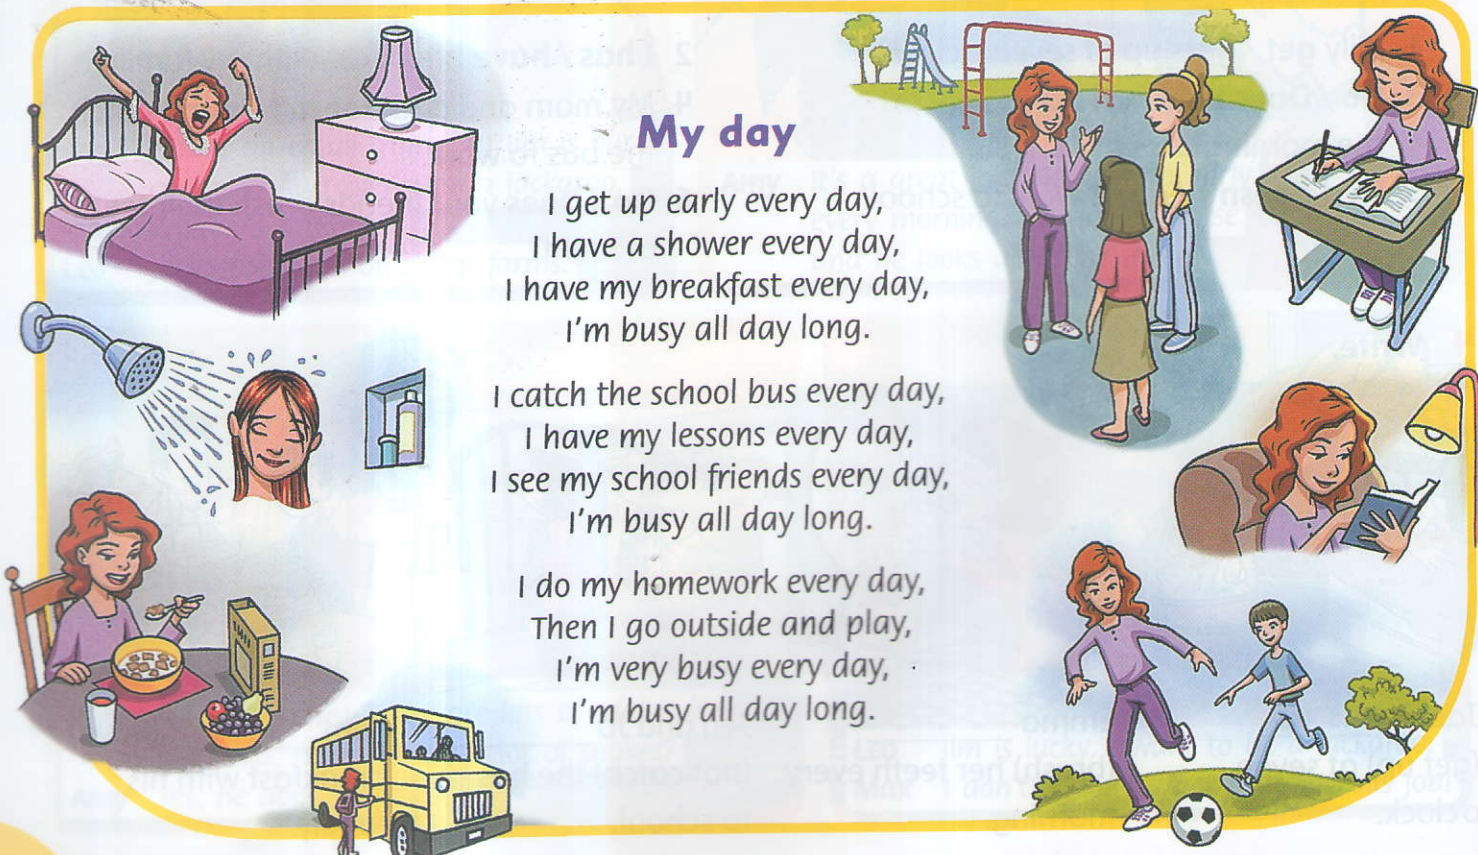 My day
I get up early every day,
I have a shower every day,
I have my breakfast every day,
I'm busy all day long.
I catch the school bus every day,
I have my lessons every day,
I see my school friends every day,
I'm busy all day long.
I do my homework every day,
Then I go outside and play,
I'm very busy every day,
I'm busy all day long.